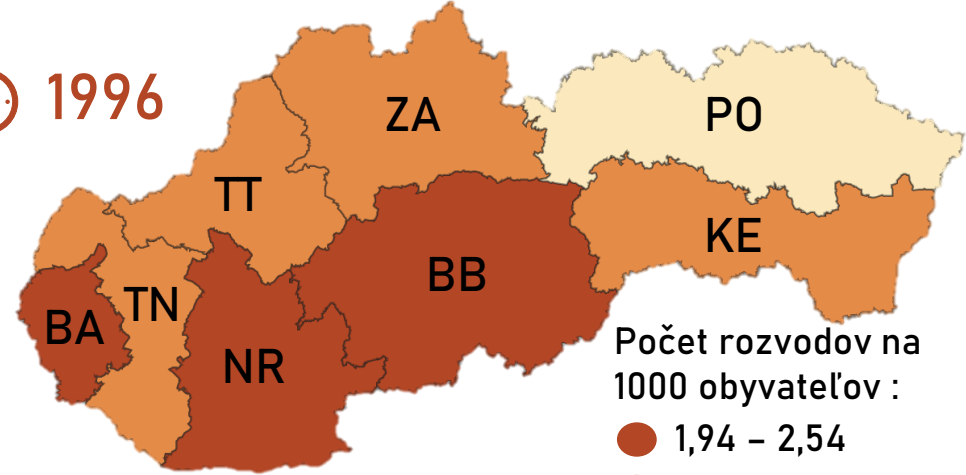 1996
ZA
PO
TT
KE
BB
TN
BA
NR
Počet rozvodov na
1000 obyvateľov :
1,94 – 2,54